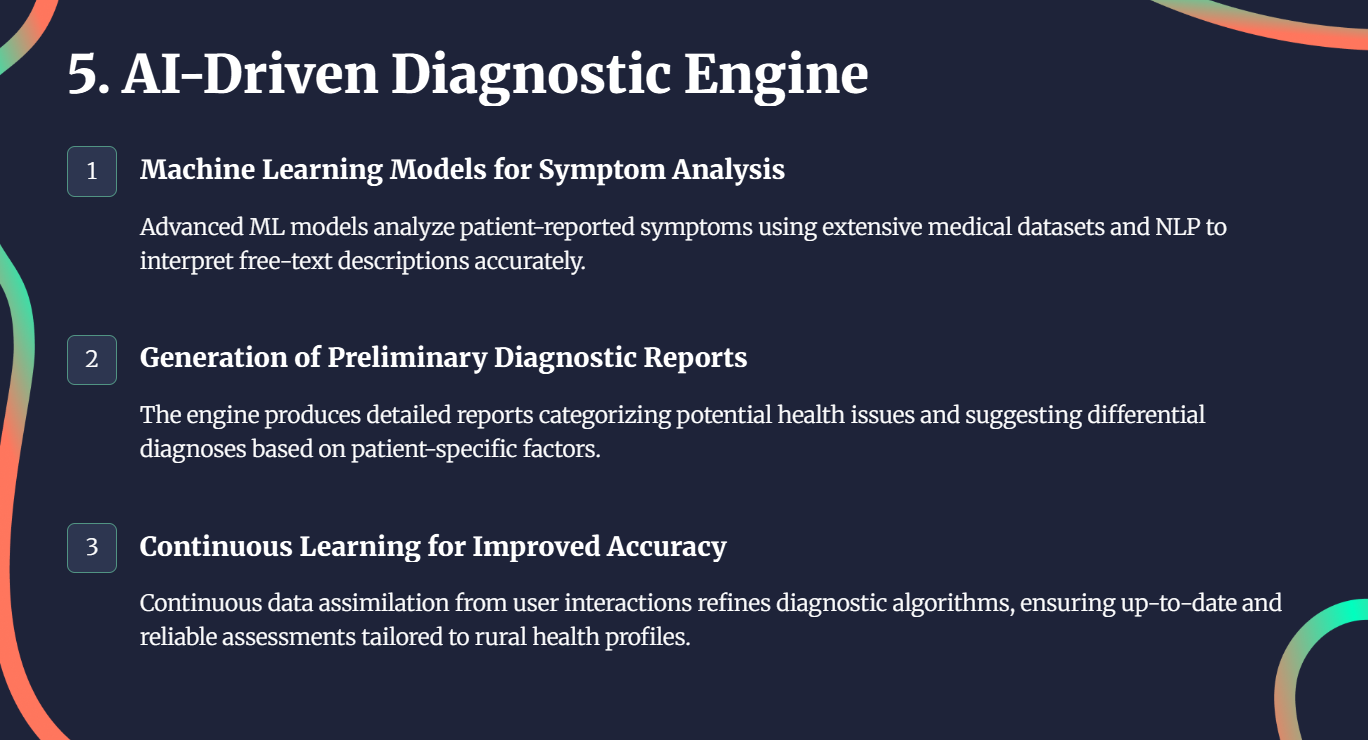 5. AI-Driven Diagnostic Engine
1
Machine Learning Models for Symptom Analysis
Advanced ML models analyze patient-reported symptoms using extensive medical datasets and NLP to
interpret free-text descriptions accurately.
2
Generation of Preliminary Diagnostic Reports
The engine produces detailed reports categorizing potential health issues and suggesting differential
diagnoses based on patient-specific factors.
3
Continuous Learning for Improved Accuracy
Continuous data assimilation from user interactions refines diagnostic algorithms, ensuring up-to-date and
reliable assessments tailored to rural health profiles.